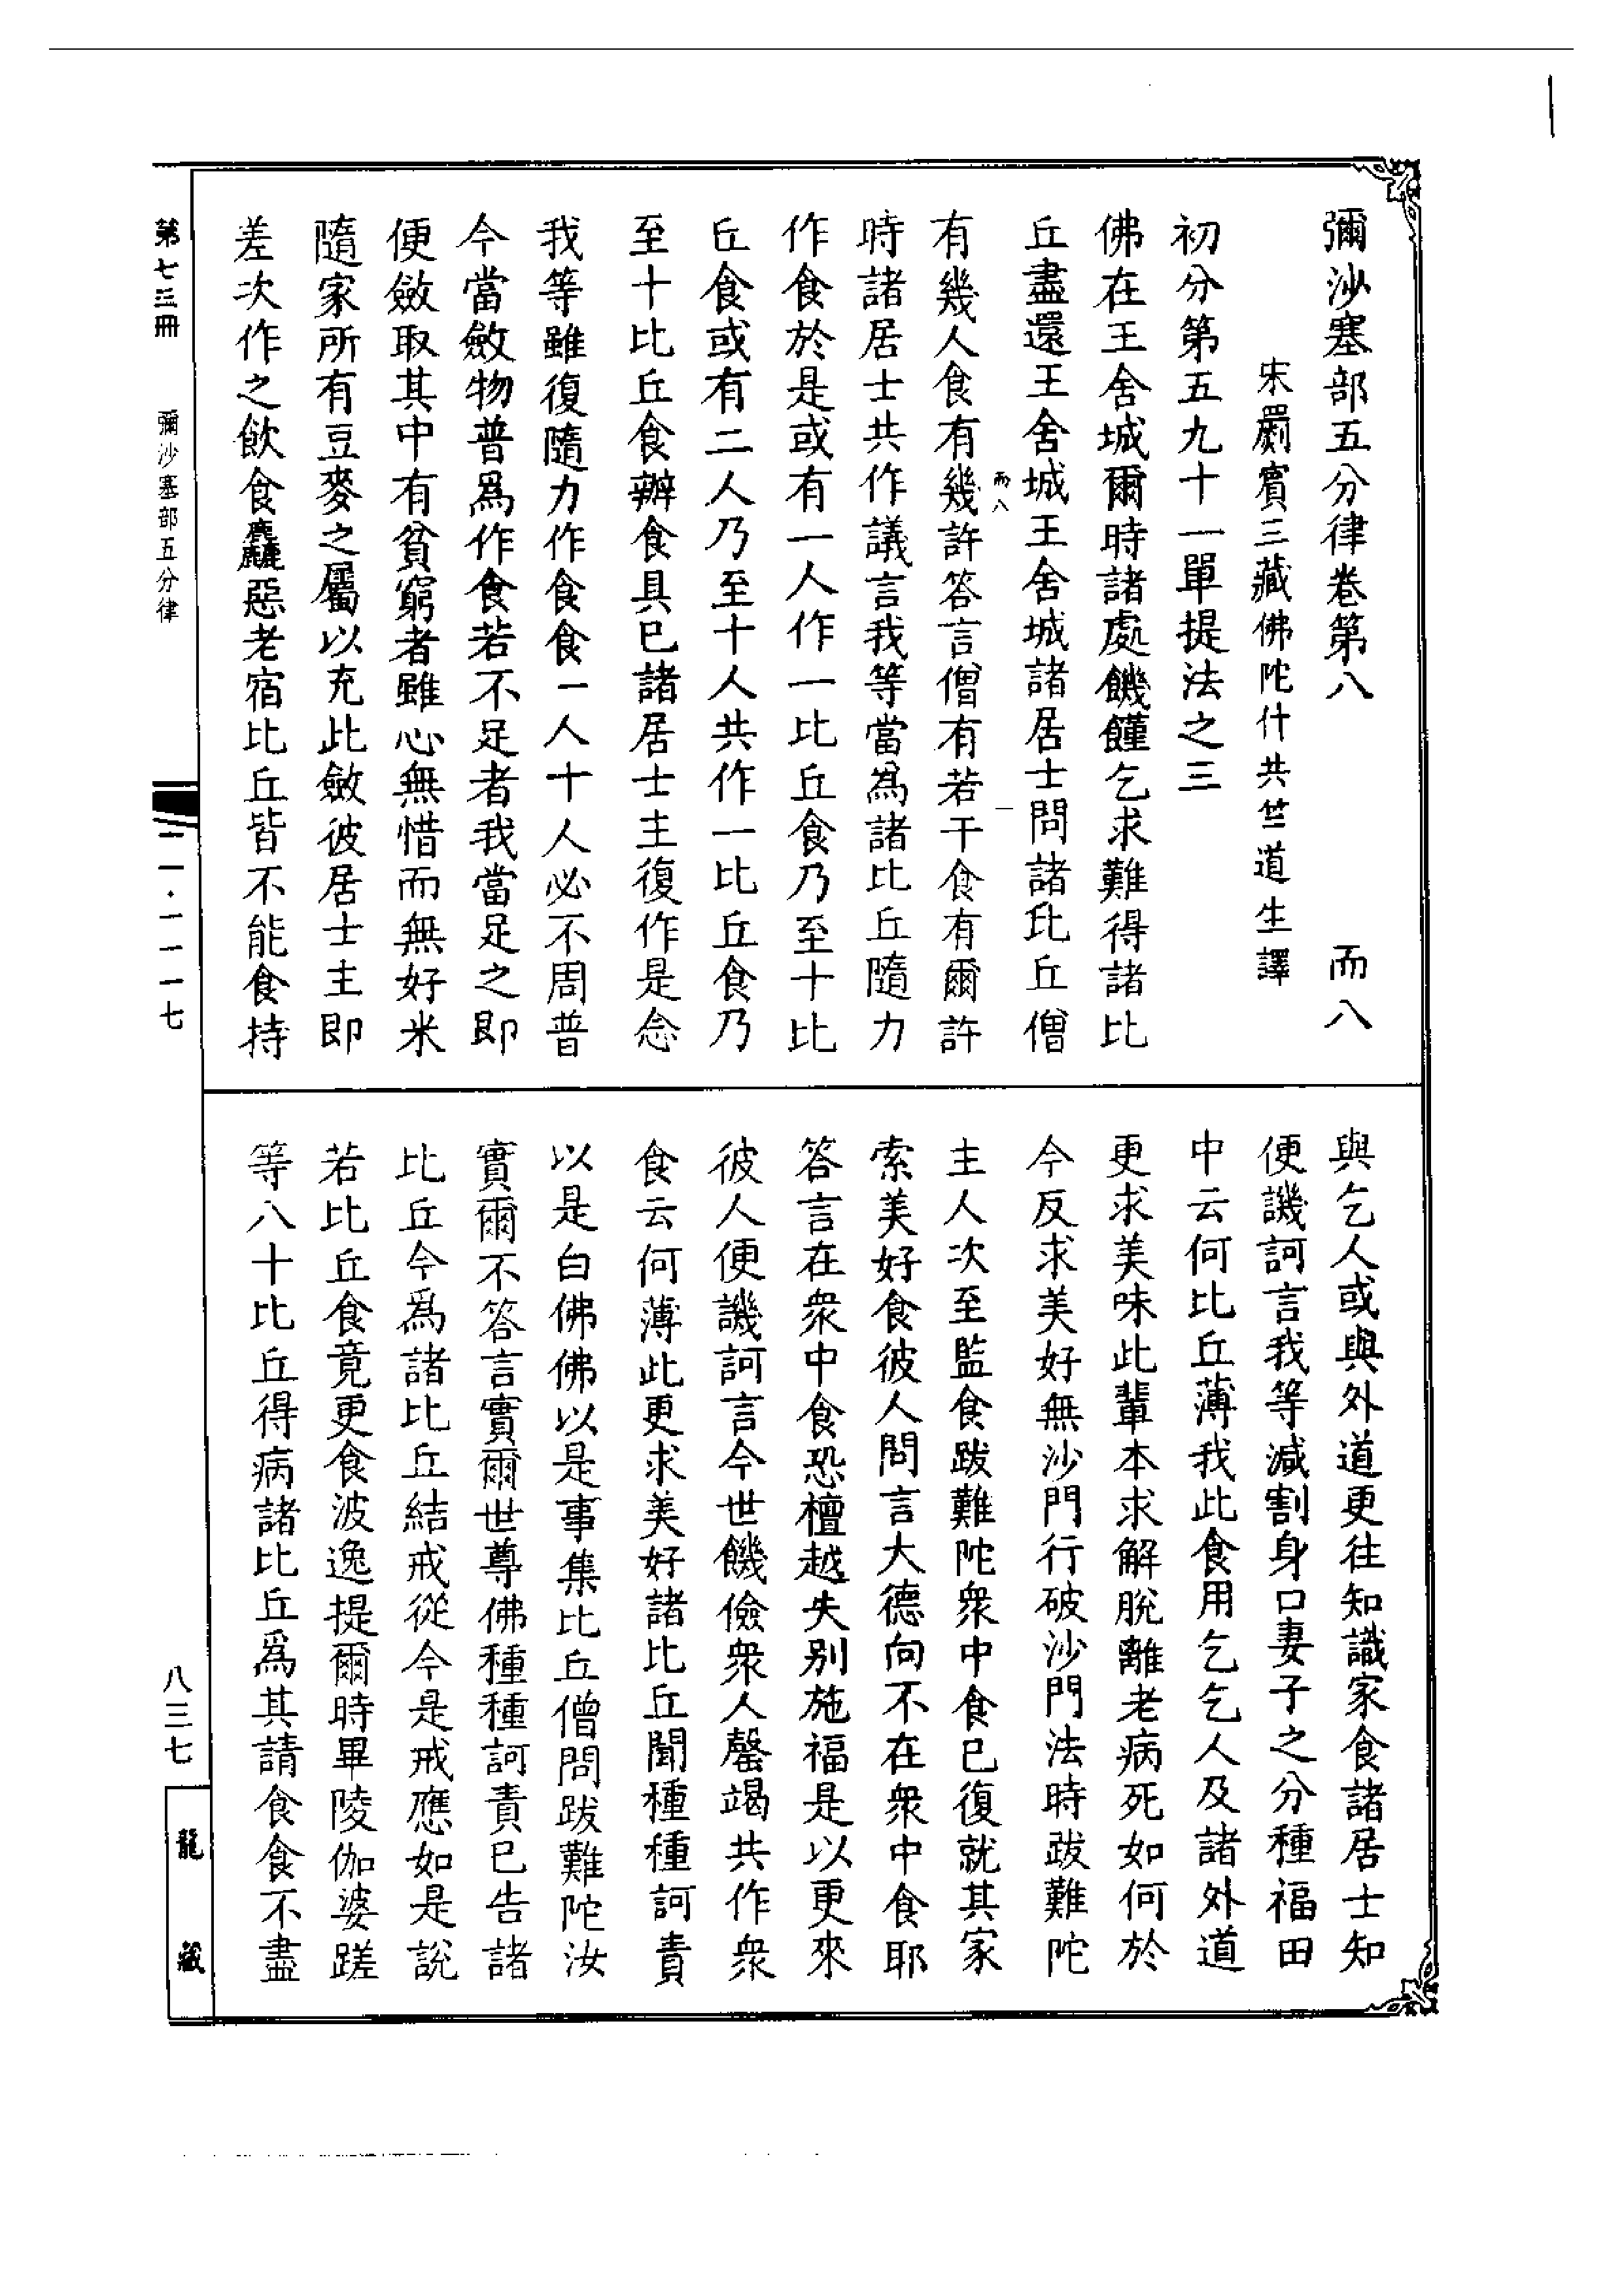 彌沙塞部五分律卷第八　而八
宋罽賓三藏佛陀什共竺道生譯
初分第五九十一單提法之三
佛在王舍城爾時諸處饑饉乞求難得諸比
丘盡還王舍城王舍城諸居士問諸比丘僧
而八　一
有幾人食有幾許答言僧有若干食有爾許
時諸居士共作議言我等當爲諸比丘隨力
作食於是或有一人作一比丘食乃至十比
丘食或有二人乃至十人共作一比丘食乃
至十比丘食辦食具已諸居士主復作是念
我等雖復隨力作食食一人十人必不周普
今當斂物普爲作食若不足者我當足之即
便斂取其中有貧窮者雖心無惜而無好米
隨家所有豆麥之屬以充此斂彼居士主即
差次作之飲食麤惡老宿比丘皆不能食持
與乞人或與外道更往知識家食諸居士知
便譏訶言我等減割身口妻子之分種福田
中云何比丘薄我此食用乞乞人及諸外道
更求美味此輩本求解脫離老病死如何於
今反求美好無沙門行破沙門法時跋難陀
主人次至監食跋難陀衆中食已復就其家
索美好食彼人問言大德向不在衆中食耶
答言在衆中食恐檀越失别施福是以更來
彼人便譏訶言今世饑儉衆人罄竭共作衆
食云何薄此更求美好諸比丘聞種種訶責
以是白佛佛以是事集比丘僧問跋難陀汝
實爾不答言實爾世尊佛種種訶責已告諸
比丘今爲諸比丘結戒從今是戒應如是說
若比丘食竟更食波逸提爾時畢陵伽婆蹉
等八十比丘得病諸比丘爲其請食食不盡
第七三冊　彌沙塞部五分律　二一·一一一七
八三七　龍藏